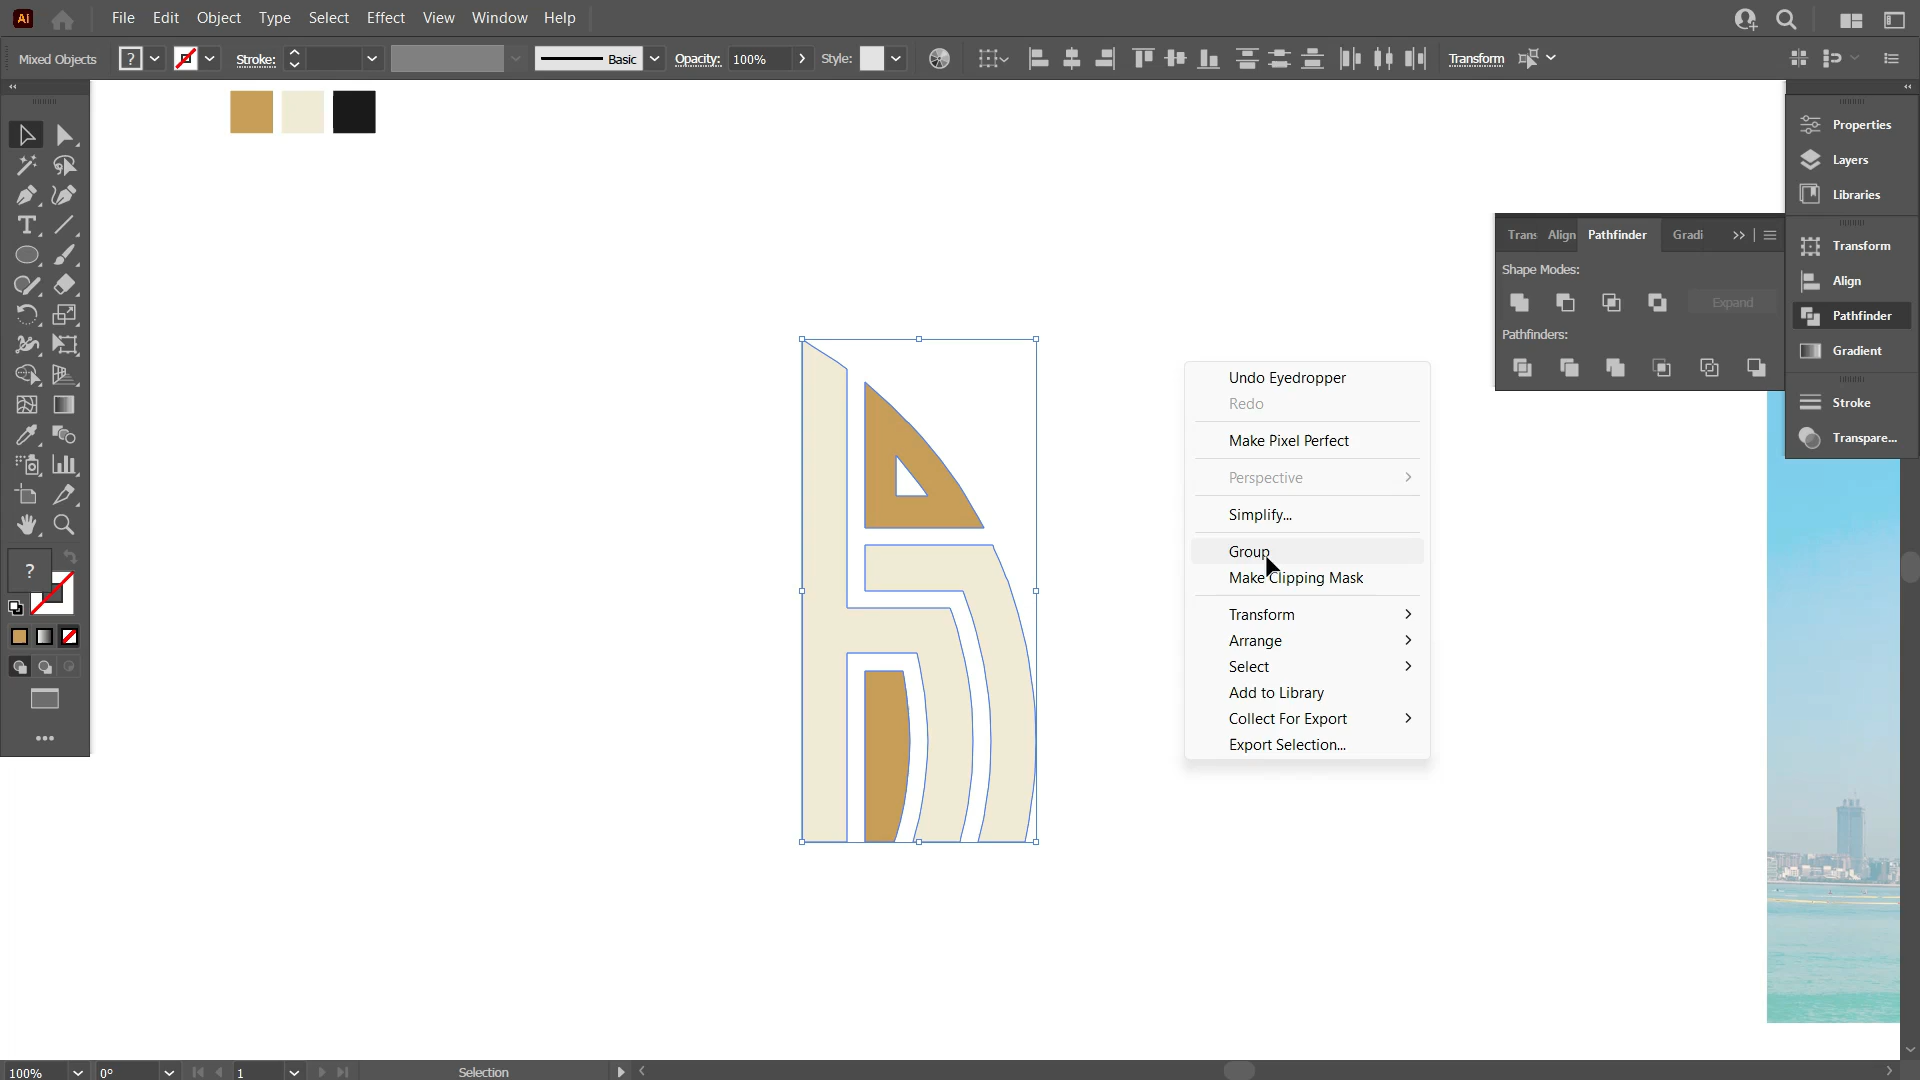 Ai File Edit Object Type Select Effect View Window Help
Mixed Objects ? Stroke: Basic Opacity: 100% Style: Transform
Properties
Layers
Libraries
Trans Align Pathfinder Gradi
Shape Modes:
Expand
Pathfinders:
Transform
Align
Pathfinder
Gradient
Stroke
Transpare...
Undo Eyedropper
Redo
Make Pixel Perfect
Perspective
Simplify...
Group
Make Clipping Mask
Transform
Arrange
Select
Add to Library
Collect For Export
Export Selection...
?
100% 0° 1 Selection